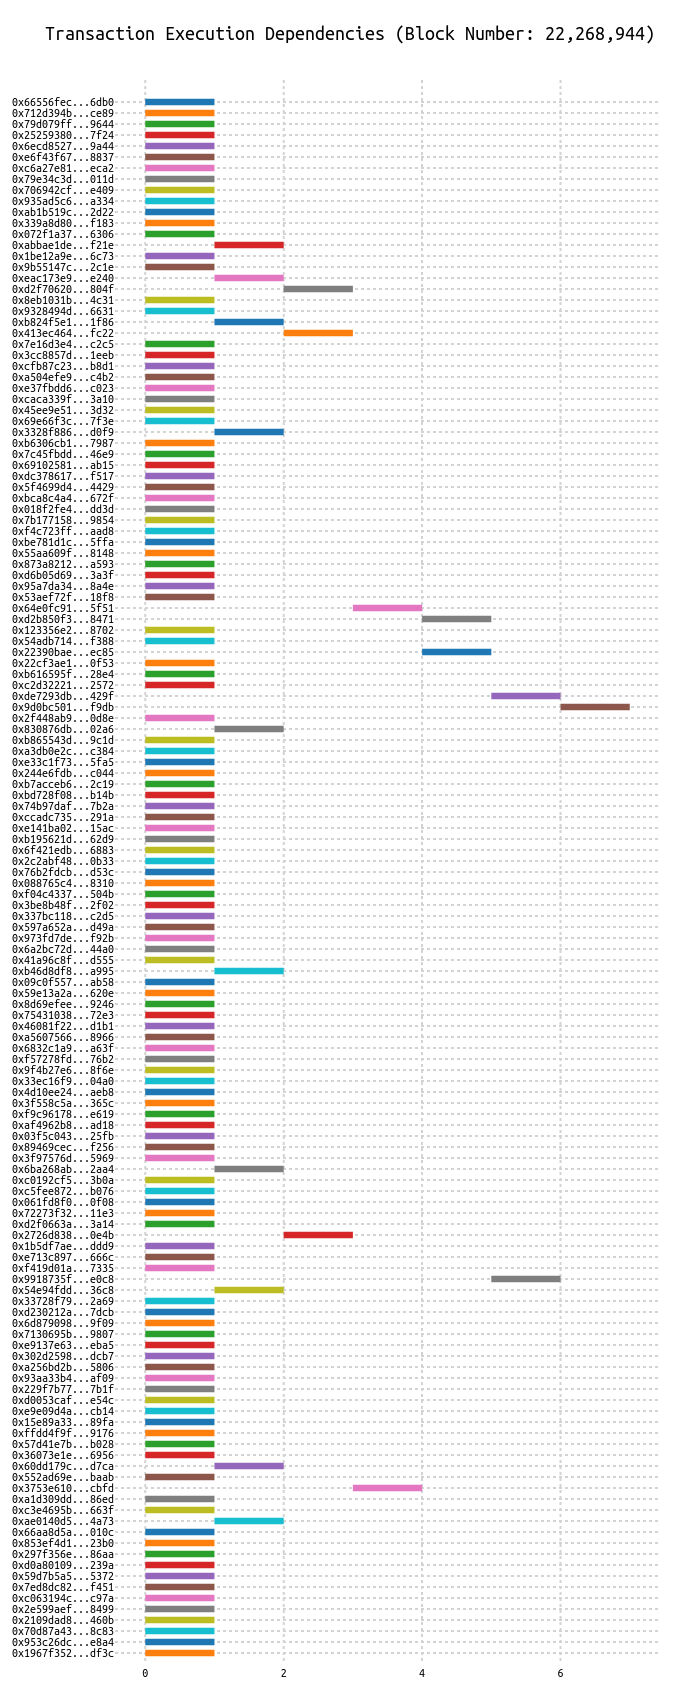 Transaction Execution Dependencies (Block Number: 22,268,944)
0x66556fec...6db0
0x712d394b...ce89
0x79d079ff...9644
0x25259380...7f24
0x6ecd8527...9a44
0xe6f43f67...8837
0xc6a27e81...eca2
0x79e34c3d...011d
0x706942cf...e409
0x935ad5c6...a334
0xab1b519c...2d22
0x339a8d80...f183
0x072f1a37...6306
0xabbae1de...f21e
0x1be12a9e...6c73
0x9b55147c...2c1e
0xeac173e9...e240
0xd2f70620...804f
0x8eb1031b...4c31
0x9328494d...6631
0xb824f5e1...1f86
0x413ec464...fc22
0x7e16d3e4...c2c5
0x3cc8857d...1eeb
0xcfb87c23...b8d1
0xa504efe9...c4b2
0xe37fbdd6...c023
0xcaca339f...3a10
0x45ee9e51...3d32
0x69e66f3c...7f3e
0x3328f886...d0f9
0xb6306cb1...7987
0x7c45fbdd...46e9
0x69102581...ab15
0xdc378617...f517
0x5f4699d4...4429
0xbca8c4a4...672f
0x018f2fe4...dd3d
0x7b177158...9854
0xf4c723ff...aad8
0xbe781d1c...5ffa
0x55aa609f...8148
0x873a8212...a593
0xd6b05d69...3a3f
0x95a7da34...8a4e
0x53aef72f...18f8
0x64e0fc91...5f51
0xd2b850f3...8471
0x123356e2...8702
0x54adb714...f388
0x22390bae...ec85
0x22cf3ae1...0f53
0xb616595f...28e4
0xc2d32221...2572
0xde7293db...429f
0x9d0bc501...f9db
0x2f448ab9...0d8e
0x830876db...02a6
0xb865543d...9c1d
0xa3db0e2c...c384
0xe33c1f73...5fa5
0x244e6fdb...c044
0xb7acceb6...2c19
0xbd728f08...b14b
0x74b97daf...7b2a
0xccadc735...291a
0xe141ba02...15ac
0xb195621d...62d9
0x6f421edb...6883
0x2c2abf48...0b33
0x76b2fdcb...d53c
0x088765c4...8310
0xf04c4337...504b
0x3be8b48f...2f02
0x337bc118...c2d5
0x597a652a...d49a
0x973fd7de...f92b
0x6a2bc72d...44a0
0x41a96c8f...d555
0xb46d8df8...a995
0x09c0f557...ab58
0x59e13a2a...620e
0x8d69efee...9246
0x75431038...72e3
0x46081f22...d1b1
0xa5607566...8966
0x6832c1a9...a63f
0xf57278fd...76b2
0x9f4b27e6...8f6e
0x33ec16f9...04a0
0x4d10ee24...aeb8
0x3f558c5a...365c
0xf9c96178...e619
0xaf4962b8...ad18
0x03f5c043...25fb
0x89469cec...f256
0x3f97576d...5969
0x6ba268ab...2aa4
0xc0192cf5...3b0a
0xc5fee872...b076
0x061fd8f0...0f08
0x72273f32...11e3
0xd2f0663a...3a14
0x2726d838...0e4b
0x1b5df7ae...ddd9
0xe713c897...666c
0xf419d01a...7335
0x9918735f...e0c8
0x54e94fdd...36c8
0x33728f79...2a69
0xd230212a...7dcb
0x6d879098...9f09
0x7130695b...9807
0xe9137e63...eba5
0x302d2598...dcb7
0xa256bd2b...5806
0x93aa33b4...af09
0x229f7b77...7b1f
0xd0053caf...e54c
0xe9e09d4a...cb14
0x15e89a33...89fa
0xffdd4f9f...9176
0x57d41e7b...b028
0x36073e1e...6956
0x60dd179c...d7ca
0x552ad69e...baab
0x3753e610...cbfd
0xa1d309dd...86ed
0xc3e4695b...663f
0xae0140d5...4a73
0x66aa8d5a...010c
0x853ef4d1...23b0
0x297f356e...86aa
0xd0a80109...239a
0x59d7b5a5...5372
0x7ed8dc82...f451
0xc063194c...c97a
0x2e599aef...8499
0x2109dad8...460b
0x70d87a43...8c83
0x953c26dc...e8a4
0x1967f352...df3c
0 2 4 6